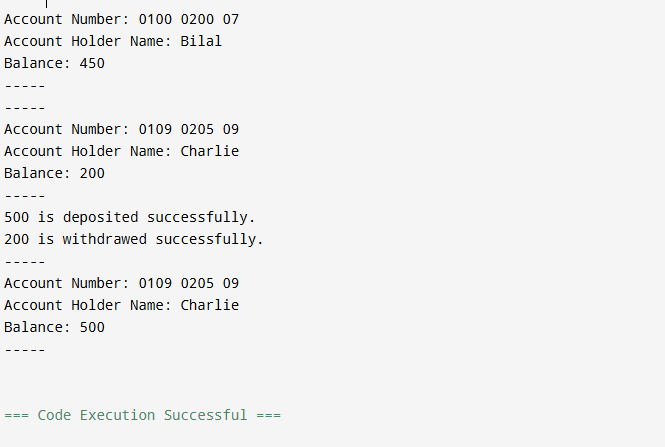 Account Number: 0100 0200 07
Account Holder Name: Bilal
Balance: 450
-----
-----
Account Number: 0109 0205 09
Account Holder Name: Charlie
Balance: 200
-----
500 is deposited successfully.
200 is withdrawed successfully.
-----
Account Number: 0109 0205 09
Account Holder Name: Charlie
Balance: 500
-----
=== Code Execution Successful ===